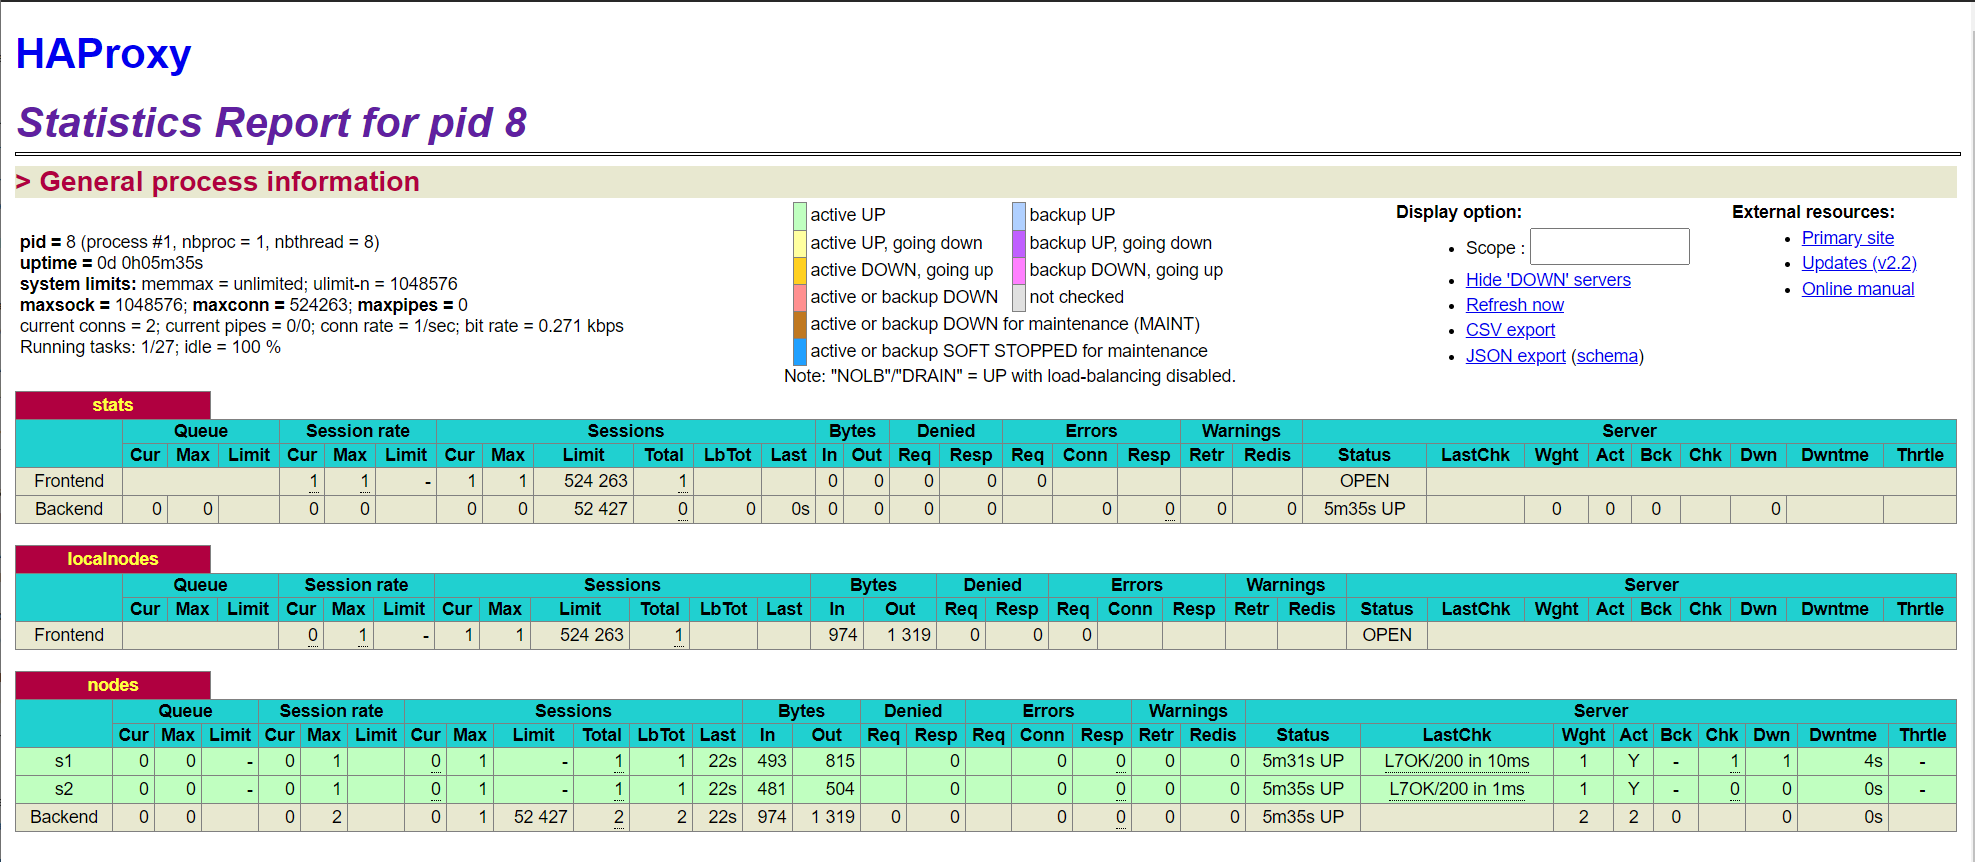 HAProxy
Statistics Report for pid 8
> General process information
pid = 8 (process #1, nbproc = 1, nbthread = 8)
uptime = 0d 0h05m35s
system limits: memmax = unlimited; ulimit-n = 1048576
maxsock = 1048576; maxconn = 524263; maxpipes = 0
current conns = 2; current pipes = 0/0; conn rate = 1/sec; bit rate = 0.271 kbps
Running tasks: 1/27; idle = 100 %
active UP backup UP
active UP, going down backup UP, going down
active DOWN, going up backup DOWN, going up
active or backup DOWN not checked
active or backup DOWN for maintenance (MAINT)
active or backup SOFT STOPPED for maintenance
Note: "NOLB"/"DRAIN" = UP with load-balancing disabled.
Display option:
• Scope :
• Hide 'DOWN' servers
• Refresh now
• CSV export
• JSON export (schema)
External resources:
• Primary site
• Updates (v2.2)
• Online manual
stats
Queue Session rate Sessions Bytes Denied Errors Warnings Server
Cur Max Limit Cur Max Limit Cur Max Limit Total LbTot Last In Out Req Resp Req Conn Resp Retr Redis Status LastChk Wght Act Bck Chk Dwn Dwntme Thrtle
Frontend 1 1 - 1 1 524 263 1 0 0 0 0 0 OPEN
Backend 0 0 0 0 0 0 52 427 0 0 0s 0 0 0 0 0 0 0 0 5m35s UP 0 0 0 0
localnodes
Queue Session rate Sessions Bytes Denied Errors Warnings Server
Cur Max Limit Cur Max Limit Cur Max Limit Total LbTot Last In Out Req Resp Req Conn Resp Retr Redis Status LastChk Wght Act Bck Chk Dwn Dwntme Thrtle
Frontend 0 1 - 1 1 524 263 1 974 1 319 0 0 0 OPEN
nodes
Queue Session rate Sessions Bytes Denied Errors Warnings Server
Cur Max Limit Cur Max Limit Cur Max Limit Total LbTot Last In Out Req Resp Req Conn Resp Retr Redis Status LastChk Wght Act Bck Chk Dwn Dwntme Thrtle
s1 0 0 - 0 1 0 1 - 1 1 22s 493 815 0 0 0 0 0 5m31s UP L7OK/200 in 10ms 1 Y - 1 1 4s -
s2 0 0 - 0 1 0 1 - 1 1 22s 481 504 0 0 0 0 0 5m35s UP L7OK/200 in 1ms 1 Y - 0 0 0s -
Backend 0 0 0 2 0 1 52 427 2 2 22s 974 1 319 0 0 0 0 0 0 5m35s UP 2 2 0 0 0s